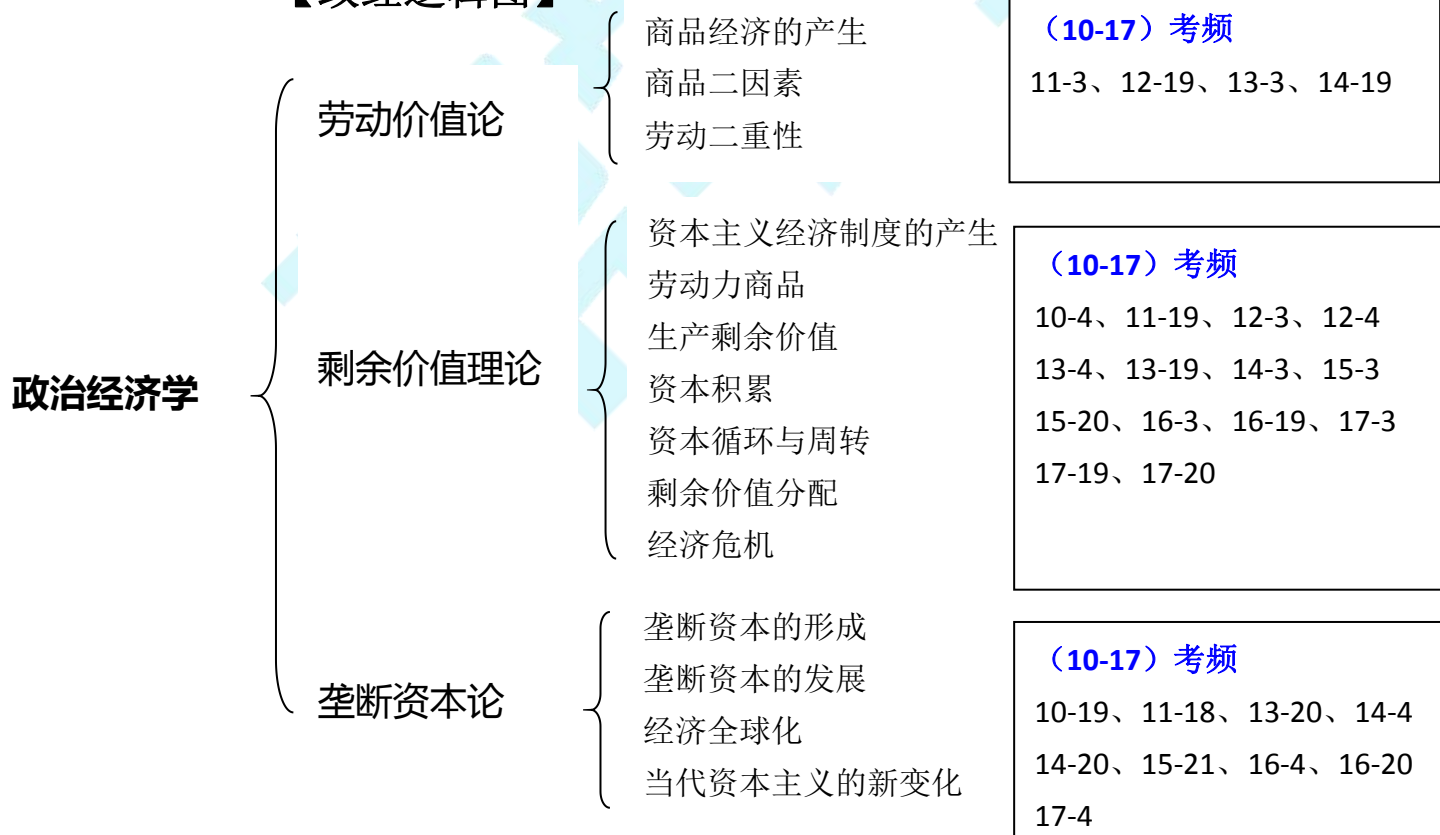 【政经逻辑图】
政治经济学
劳动价值论
商品经济的产生
商品二因素
劳动二重性
（10-17）考频
11-3、12-19、13-3、14-19
剩余价值理论
资本主义经济制度的产生
劳动力商品
生产剩余价值
资本积累
资本循环与周转
剩余价值分配
经济危机
（10-17）考频
10-4、11-19、12-3、12-4
13-4、13-19、14-3、15-3
15-20、16-3、16-19、17-3
17-19、17-20
垄断资本论
垄断资本的形成
垄断资本的发展
经济全球化
当代资本主义的新变化
（10-17）考频
10-19、11-18、13-20、14-4
14-20、15-21、16-4、16-20
17-4